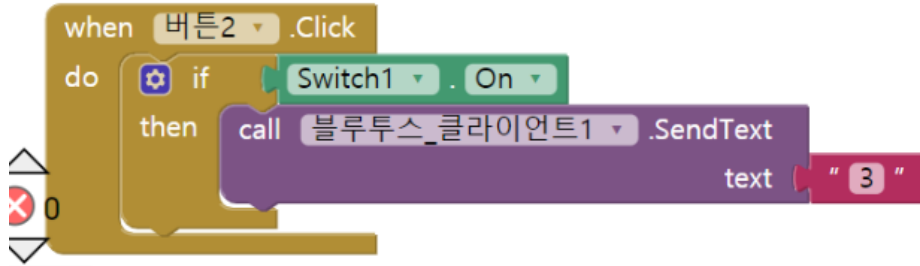 when 버튼2 .Click
do if Switch1 . On
then call 블루투스_클라이언트1 .SendText
text " 3 "
0